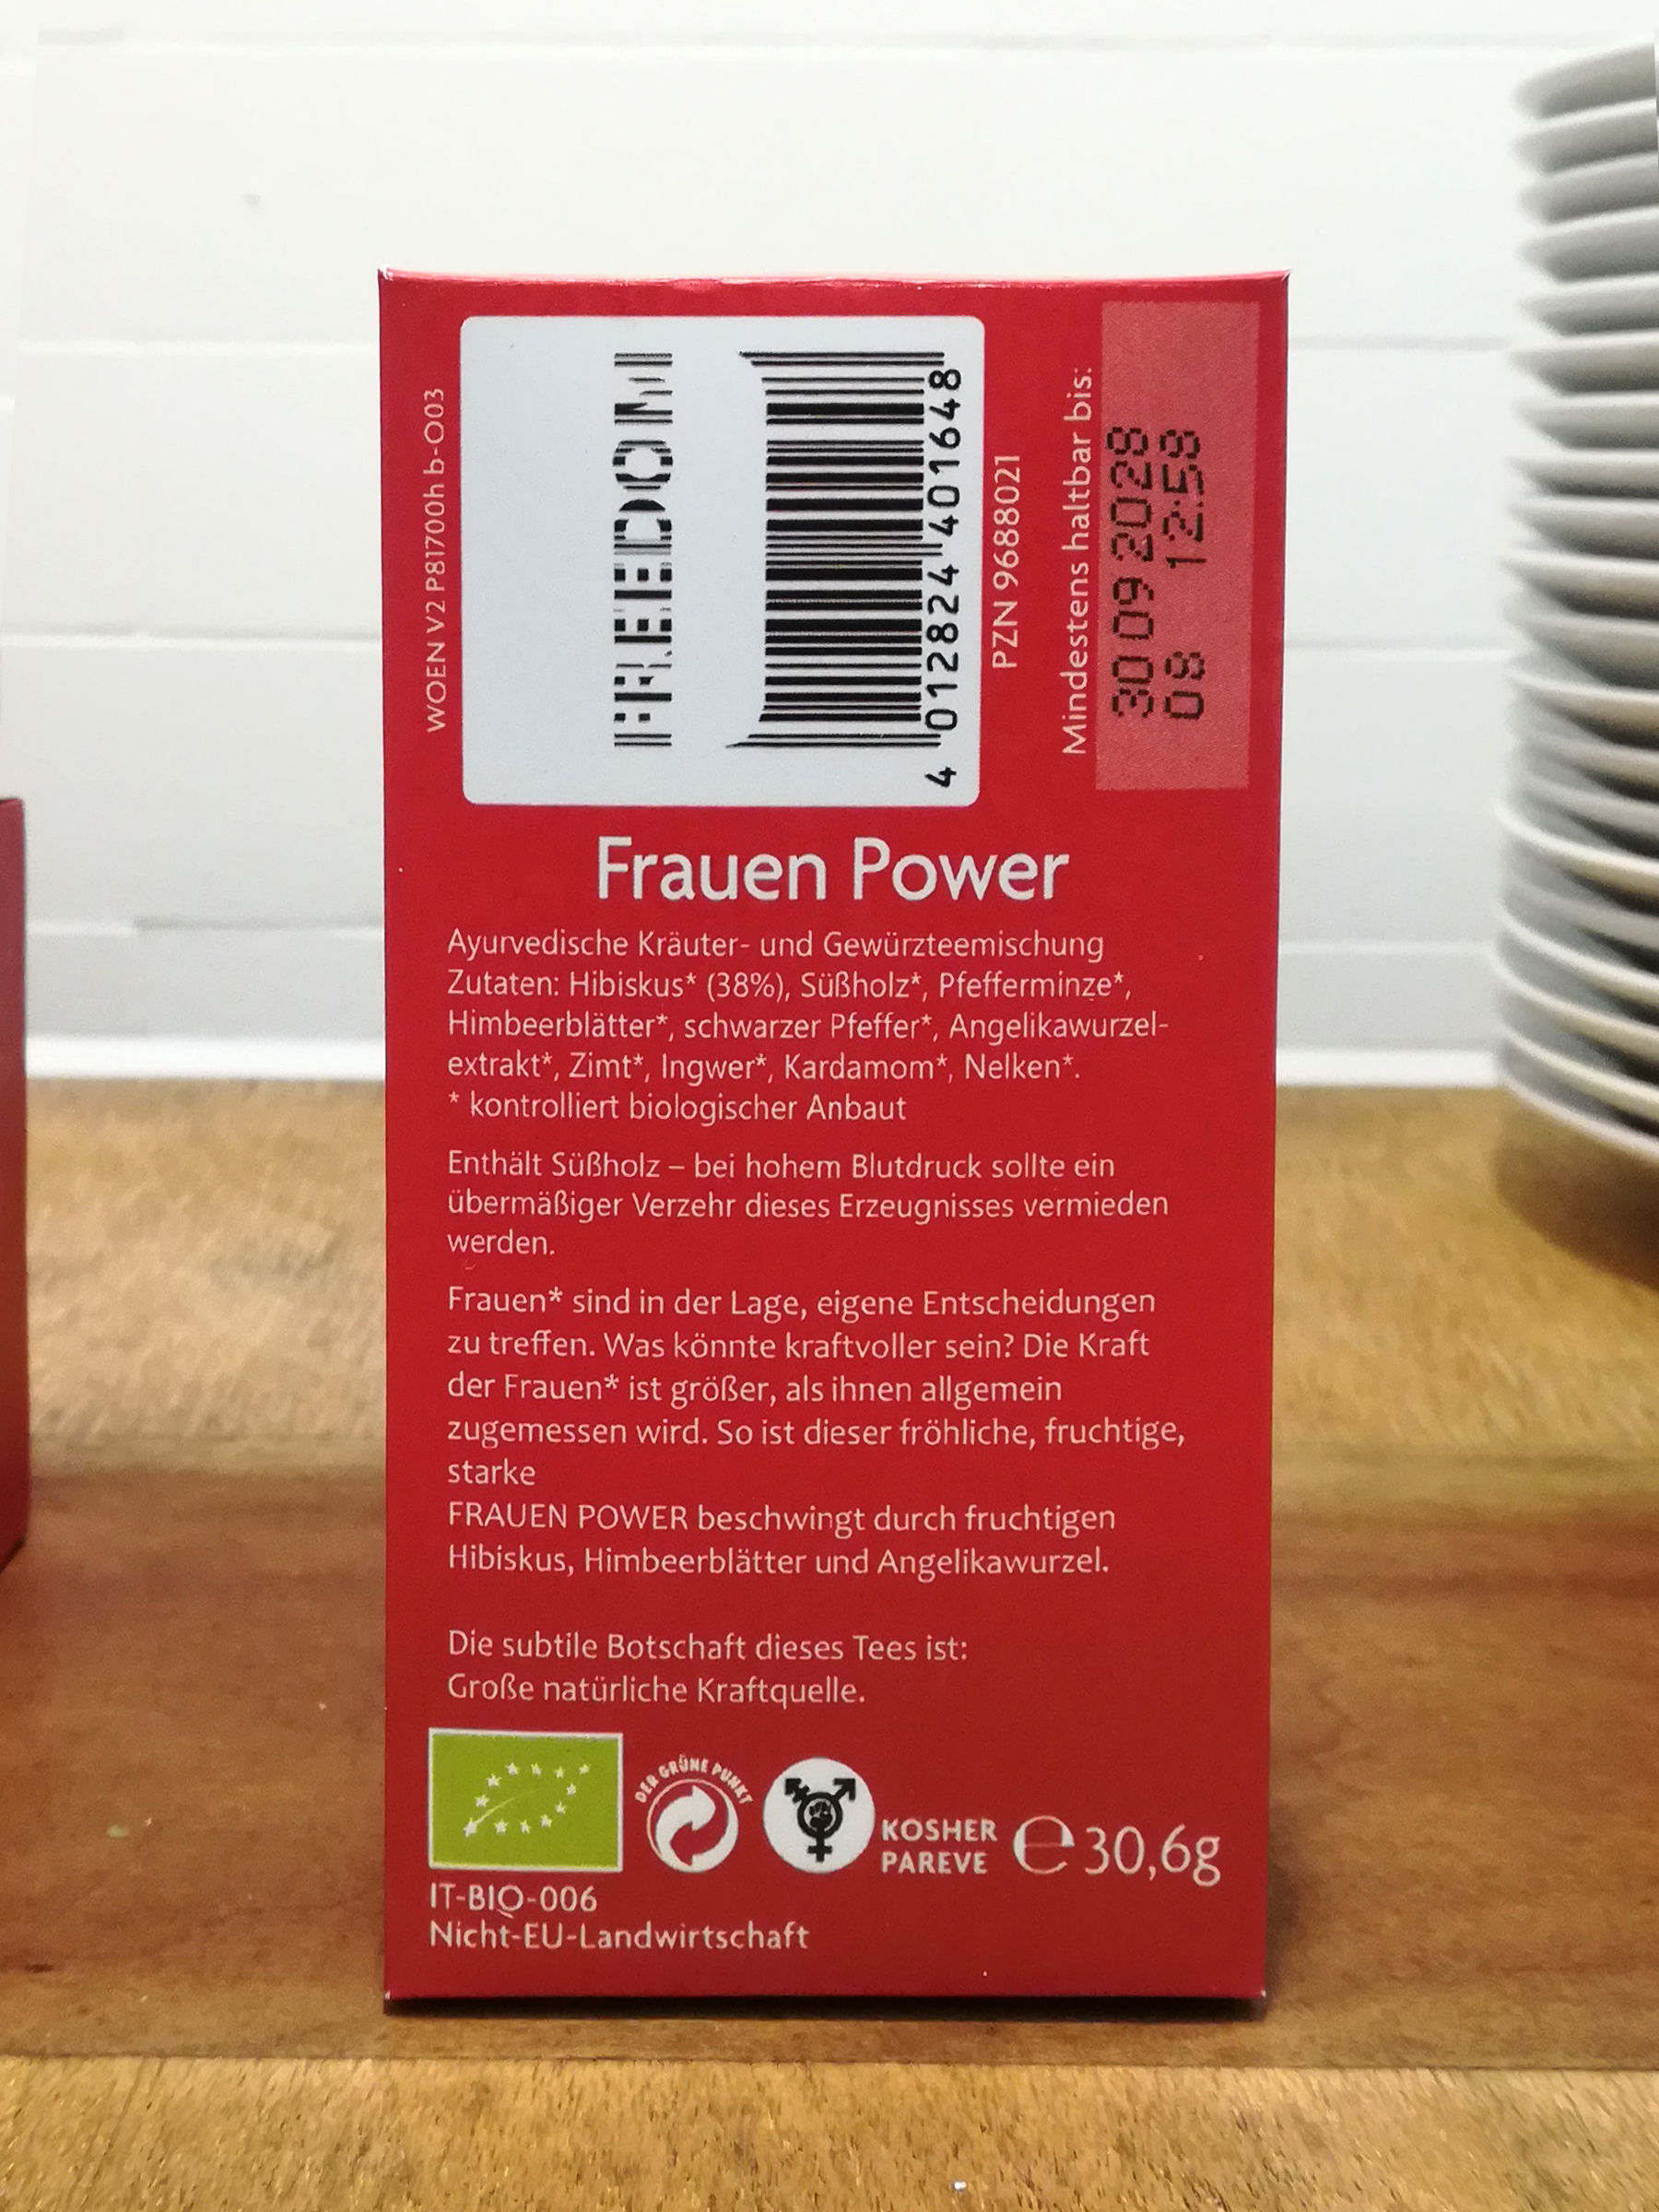 WOEN V2 P81700h b-O03
FREEDOM
4 012824 401648
PZN 9688021
Mindestens haltbar bis:
30 09 2028
08 12:58
Frauen Power
Ayurvedische Kräuter- und Gewürzteemischung
Zutaten: Hibiskus* (38%), Süßholz*, Pfefferminze*,
Himbeerblätter*, schwarzer Pfeffer*, Angelikawurzel-
extrakt*, Zimt*, Ingwer*, Kardamom*, Nelken*.
* kontrolliert biologischer Anbaut
Enthält Süßholz – bei hohem Blutdruck sollte ein
übermäßiger Verzehr dieses Erzeugnisses vermieden
werden.
Frauen* sind in der Lage, eigene Entscheidungen
zu treffen. Was könnte kraftvoller sein? Die Kraft
der Frauen* ist größer, als ihnen allgemein
zugemessen wird. So ist dieser fröhliche, fruchtige,
starke
FRAUEN POWER beschwingt durch fruchtigen
Hibiskus, Himbeerblätter und Angelikawurzel.
Die subtile Botschaft dieses Tees ist:
Große natürliche Kraftquelle.
DER GRÜNE PUNKT
KOSHER
PAREVE
℮ 30,6g
IT-BIO-006
Nicht-EU-Landwirtschaft